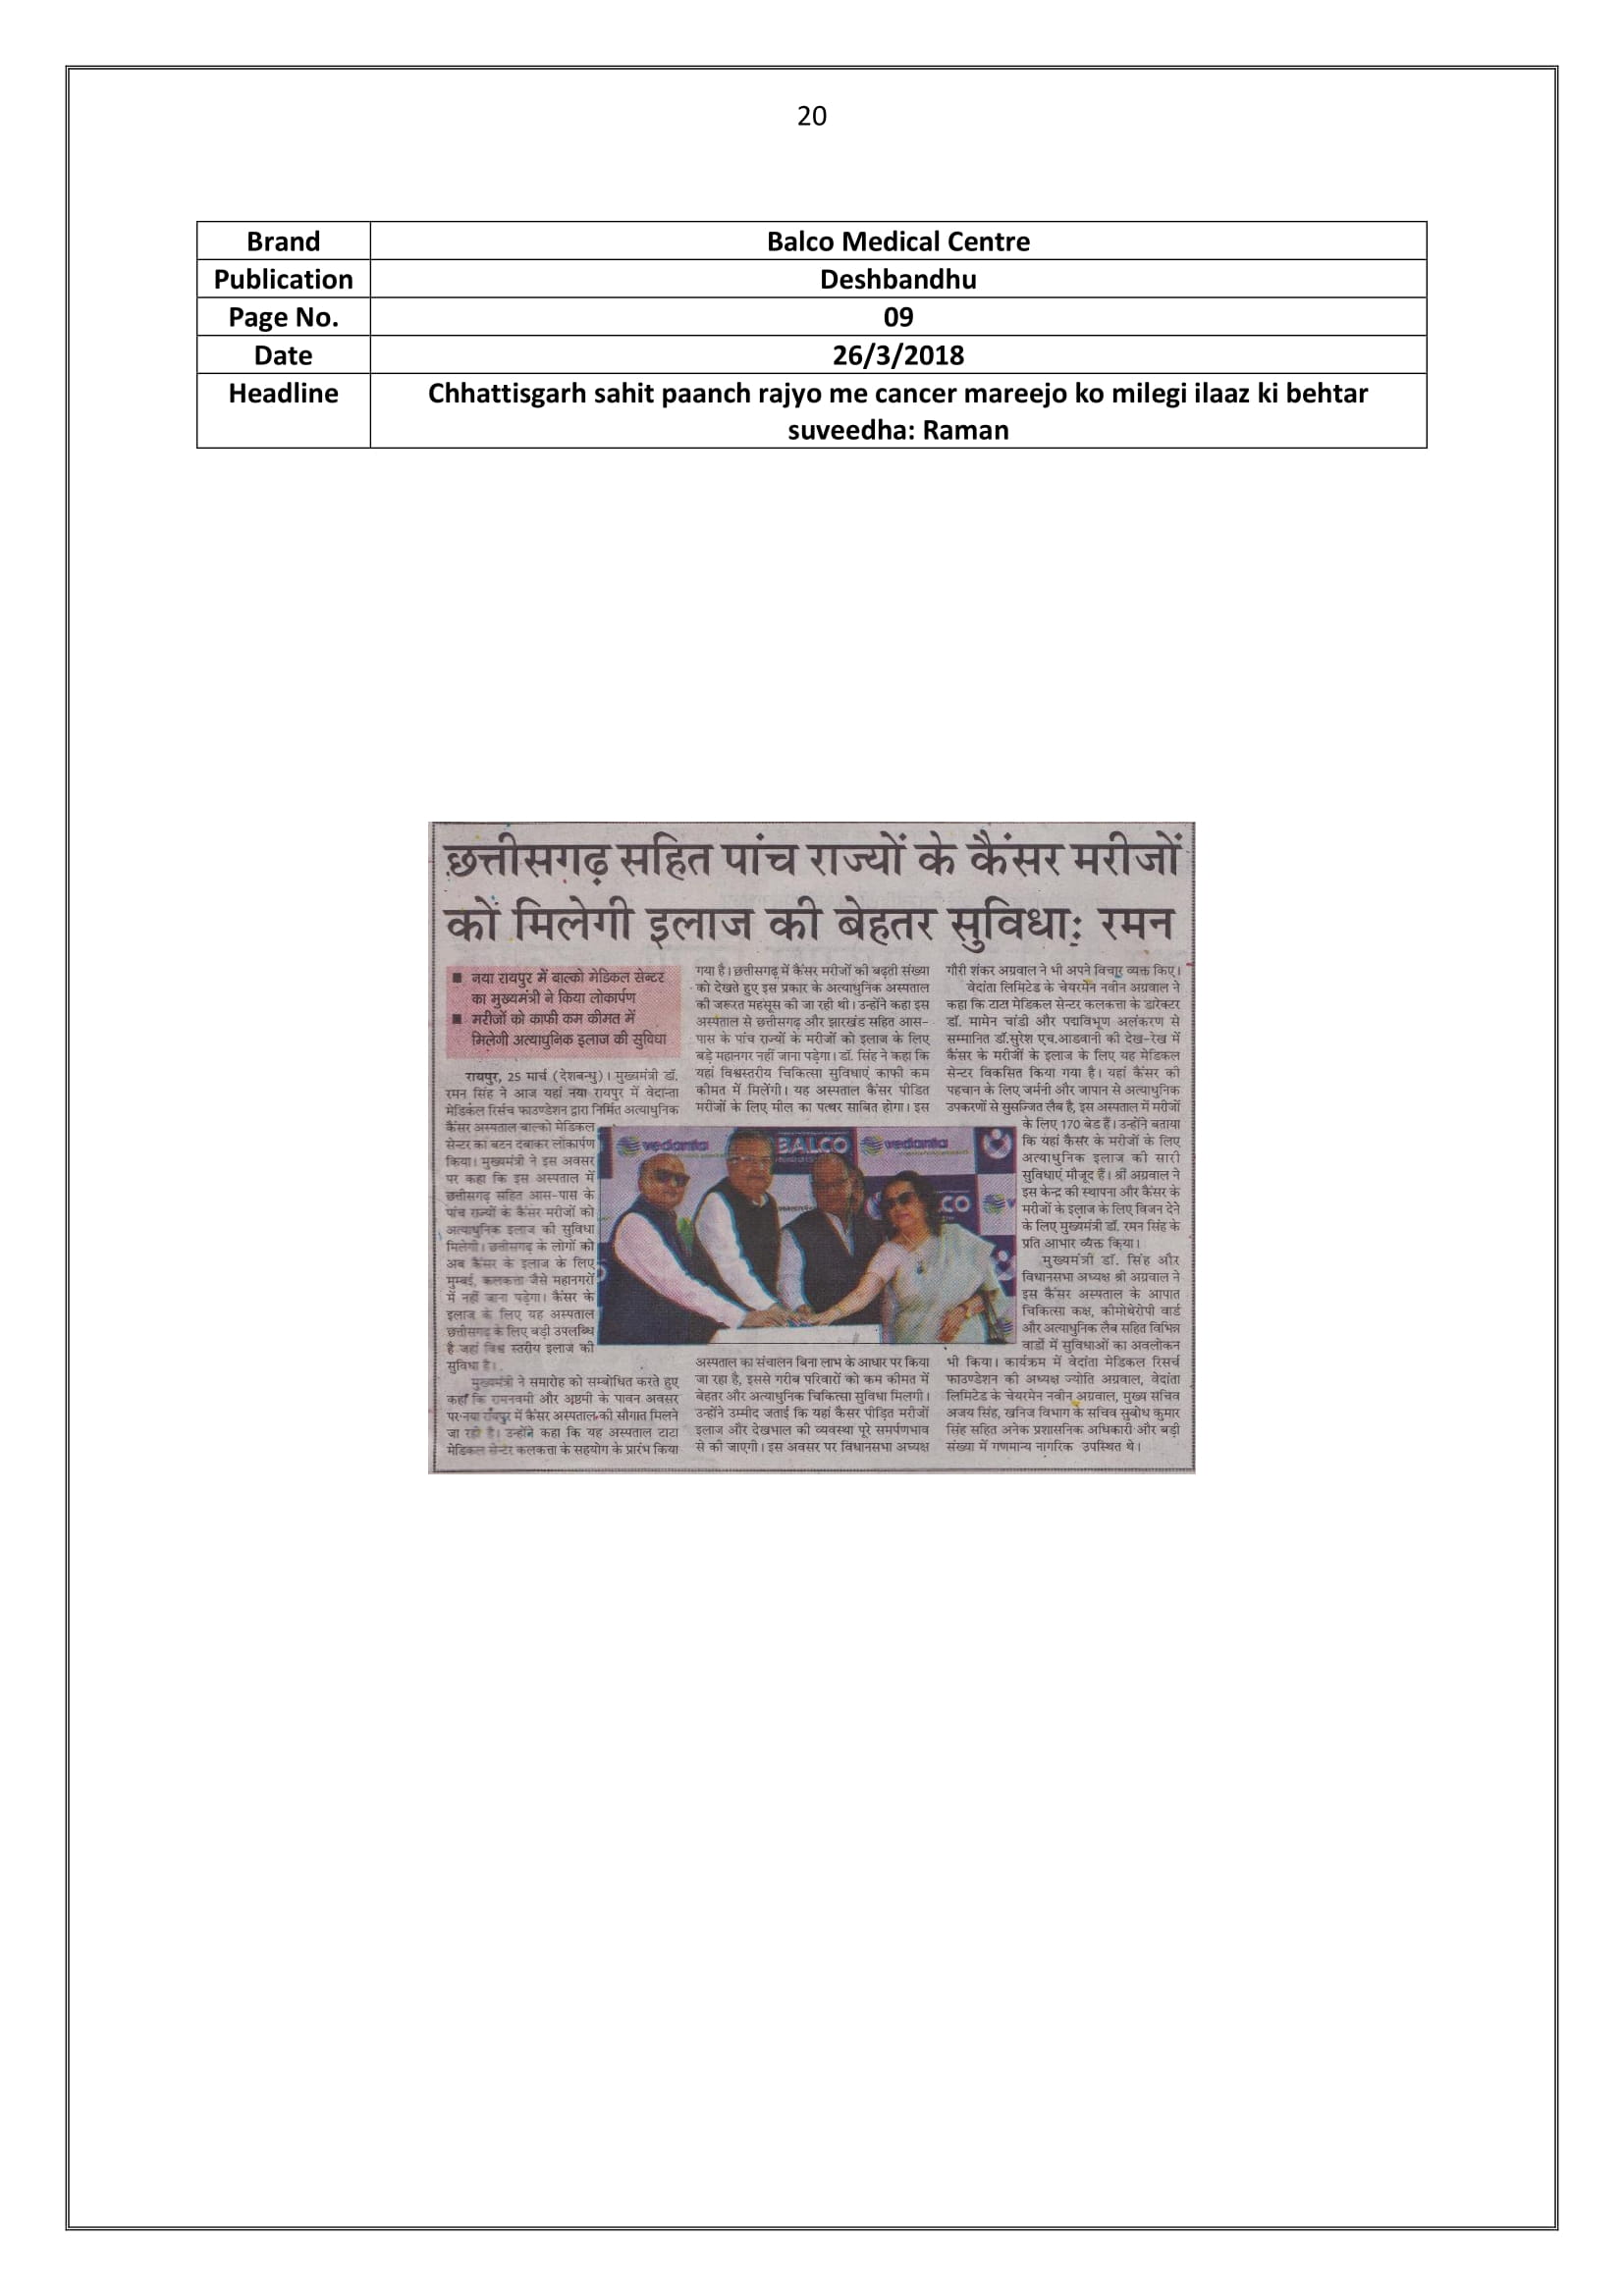 20
Brand Balco Medical Centre
Publication Deshbandhu
Page No. 09
Date 26/3/2018
Headline Chhattisgarh sahit paanch rajyo me cancer mareejo ko milegi ilaaz ki behtar
suveedha: Raman
छत्तीसगढ़ सहित पांच राज्यों के कैंसर मरीजों
को मिलेगी इलाज की बेहतर सुविधा: रमन
नया रायपुर में बाल्को मेडिकल सेन्टर
का मुख्यमंत्री ने किया लोकार्पण
मरीजों को काफी कम कीमत में
मिलेगी अत्याधुनिक इलाज की सुविधा
रायपुर, 25 मार्च (देशबन्धु)। मुख्यमंत्री डॉ.
रमन सिंह ने आज यहां नया रायपुर में वेदान्ता
मेडिकल रिर्सच फाउण्डेशन द्वारा निर्मित अत्याधुनिक
कैंसर अस्पताल बाल्को मेडिकल
सेन्टर का बटन दबाकर लोकार्पण
किया। मुख्यमंत्री ने इस अवसर
पर कहा कि इस अस्पताल में
छत्तीसगढ़ सहित आस-पास के
पांच राज्यों के कैंसर मरीजों को
अत्याधुनिक इलाज की सुविधा
मिलेगी। छत्तीसगढ़ के लोगों को
अब कैंसर के इलाज के लिए
मुम्बई, कलकत्ता जैसे महानगरों
में नहीं जाना पड़ेगा। कैंसर के
इलाज के लिए यह अस्पताल
छत्तीसगढ़ के लिए बड़ी उपलब्धि
है जहां विश्व स्तरीय इलाज की
सुविधा है।
मुख्यमंत्री ने समारोह को सम्बोधित करते हुए
कहा कि रामनवमी और अष्टमी के पावन अवसर
पर नया रायपुर में कैंसर अस्पताल की सौगात मिलने
जा रही है। उन्होंने कहा कि यह अस्पताल टाटा
मेडिकल सेन्टर कलकत्ता के सहयोग के प्रारंभ किया
गया है। छत्तीसगढ़ में कैंसर मरीजों की बढ़ती संख्या
को देखते हुए इस प्रकार के अत्याधुनिक अस्पताल
की जरूरत महसूस की जा रही थी। उन्होंने कहा इस
अस्पताल से छत्तीसगढ़ और झारखंड सहित आस-
पास के पांच राज्यों के मरीजों को इलाज के लिए
बड़े महानगर नहीं जाना पड़ेगा। डॉ. सिंह ने कहा कि
यहां विश्वस्तरीय चिकित्सा सुविधाएं काफी कम
कीमत में मिलेंगी। यह अस्पताल कैंसर पीडित
मरीजों के लिए मील का पत्थर साबित होगा। इस
vedanta BALCO vedanta
CO
अस्पताल का संचालन बिना लाभ के आधार पर किया
जा रहा है, इससे गरीब परिवारों को कम कीमत में
बेहतर और अत्याधुनिक चिकित्सा सुविधा मिलगी।
उन्होंने उम्मीद जताई कि यहां कैंसर पीड़ित मरीजों
इलाज और देखभाल की व्यवस्था पूरे समर्पणभाव
से की जाएगी। इस अवसर पर विधानसभा अध्यक्ष
गौरी शंकर अग्रवाल ने भी अपने विचार व्यक्त किए।
वेदांता लिमिटेड के चेयरमेन नवीन अग्रवाल ने
कहा कि टाटा मेडिकल सेन्टर कलकत्ता के डारेक्टर
डॉ. मामेन चांडी और पद्मविभूण अलंकरण से
सम्मानित डॉ.सुरेश एच.आडवानी की देख-रेख में
कैंसर के मरीजों के इलाज के लिए यह मेडिकल
सेन्टर विकसित किया गया है। यहां कैंसर की
पहचान के लिए जर्मनी और जापान से अत्याधुनिक
उपकरणों से सुसज्जित लैब है, इस अस्पताल में मरीजों
के लिए 170 बेड हैं। उन्होंने बताया
कि यहां कैसर के मरीजों के लिए
अत्याधुनिक इलाज की सारी
सुविधाएं मौजूद हैं। श्री अग्रवाल ने
इस केन्द्र की स्थापना और कैंसर के
मरीजों के इलाज के लिए विजन देने
के लिए मुख्यमंत्री डॉ. रमन सिंह के
प्रति आभार व्यक्त किया।
मुख्यमंत्री डॉ. सिंह और
विधानसभा अध्यक्ष श्री अग्रवाल ने
इस कैंसर अस्पताल के आपात
चिकित्सा कक्ष, कीमोथेरोपी वार्ड
और अत्याधुनिक लैब सहित विभिन्न
वार्डो में सुविधाओं का अवलोकन
भी किया। कार्यक्रम में वेदांता मेडिकल रिसर्च
फाउण्डेशन की अध्यक्ष ज्योति अग्रवाल, वेदांता
लिमिटेड के चेयरमेन नवीन अग्रवाल, मुख्य सचिव
अजय सिंह, खनिज विभाग के सचिव सुबोध कुमार
सिंह सहित अनेक प्रशासनिक अधिकारी और बड़ी
संख्या में गणमान्य नागरिक उपस्थित थे।